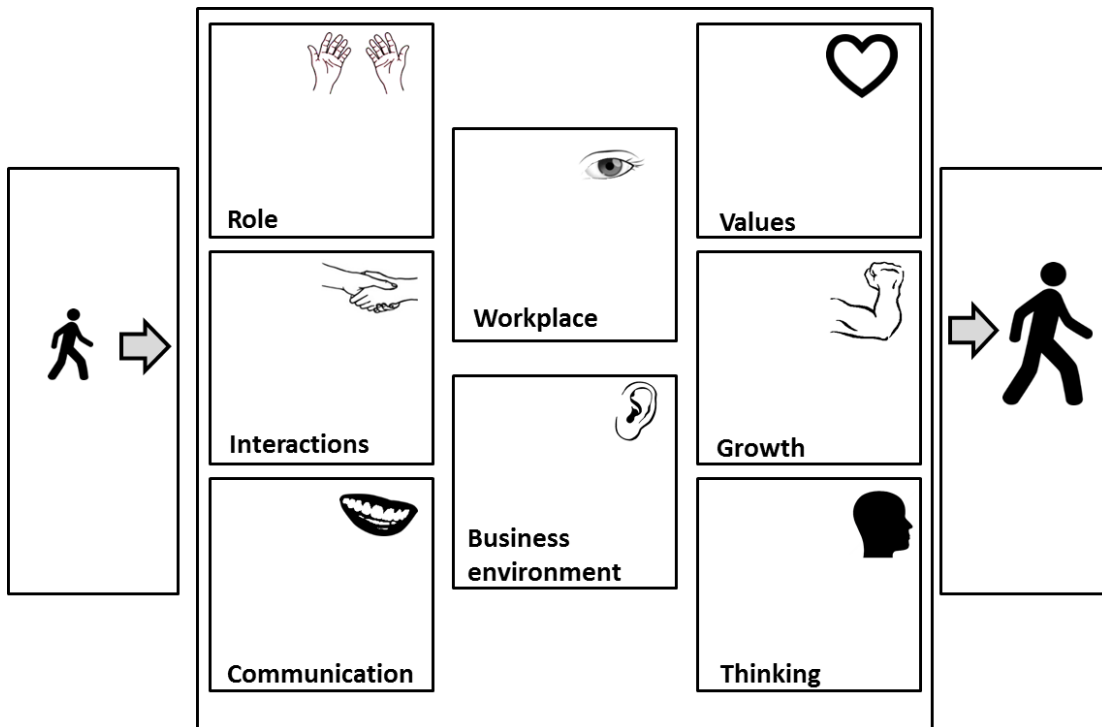 Role
Values
Workplace
Interactions
Growth
Business
environment
Communication
Thinking